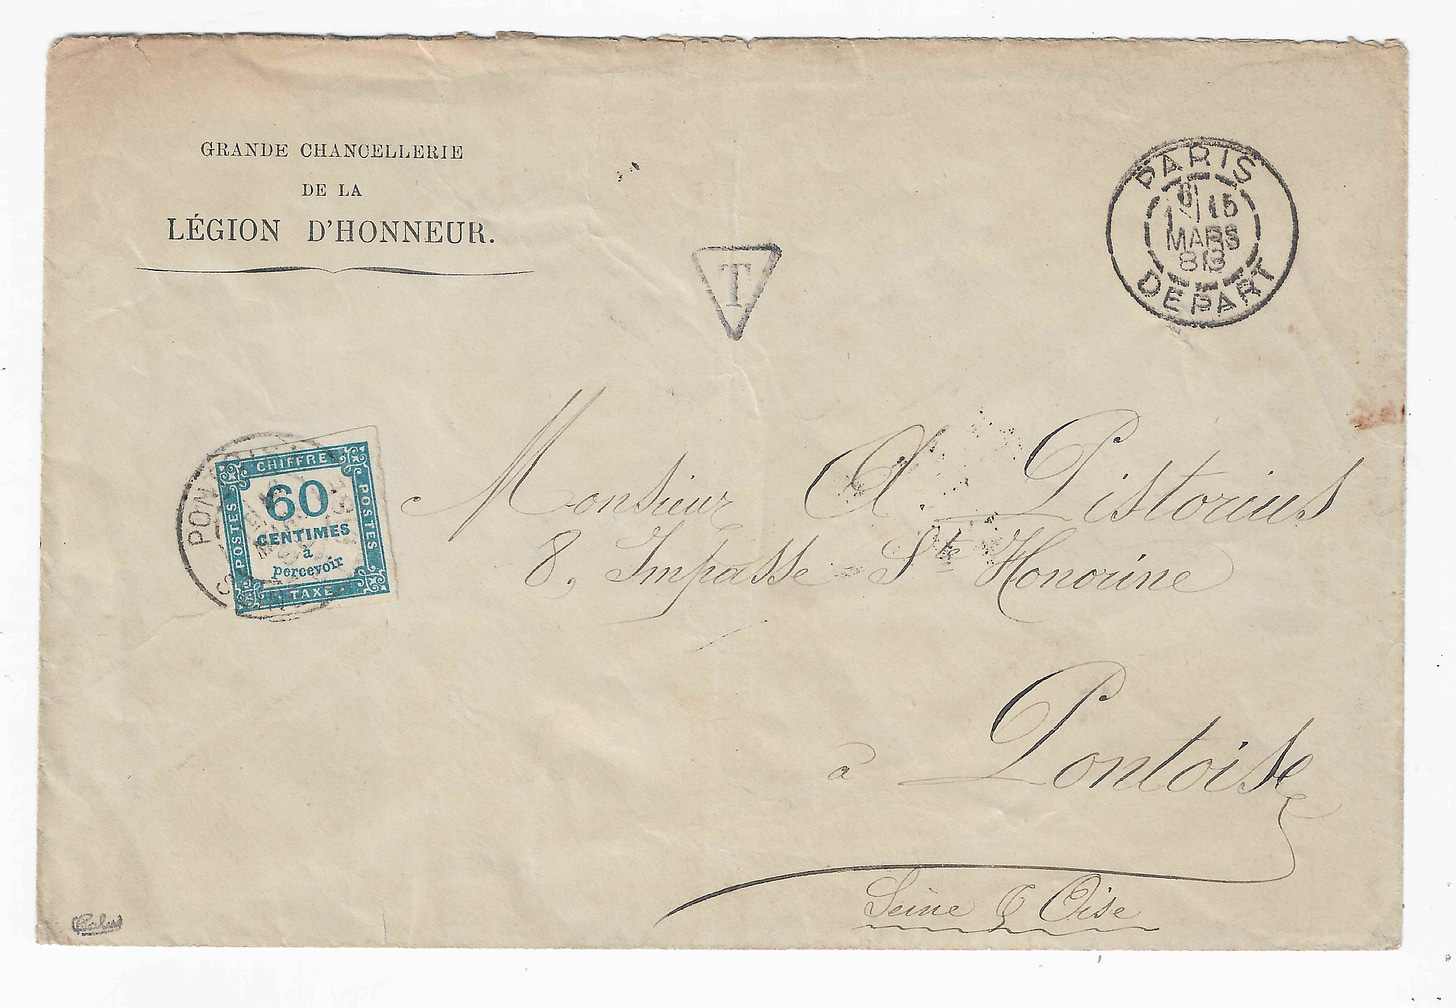 GRANDE CHANCELLERIE
DE LA
LÉGION D'HONNEUR.
PARIS
15
MARS
88
DEPART
T
CHIFFRE
POSTES
60
CENTIMES
à
percevoir
POSTES
TAXE
Monsieur A. Pistorius
8, Impasse Ste Honorine
à Pontoise
Seine & Oise